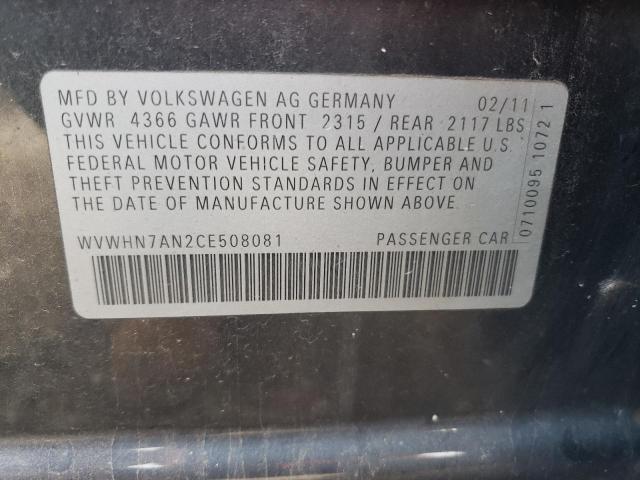 MFD BY VOLKSWAGEN AG GERMANY 02/11
GVWR 4366 GAWR FRONT 2315 / REAR 2117 LBS
THIS VEHICLE CONFORMS TO ALL APPLICABLE U.S.
FEDERAL MOTOR VEHICLE SAFETY, BUMPER AND
THEFT PREVENTION STANDARDS IN EFFECT ON
THE DATE OF MANUFACTURE SHOWN ABOVE.
WVWHN7AN2CE508081 PASSENGER CAR
0710095 1072 1